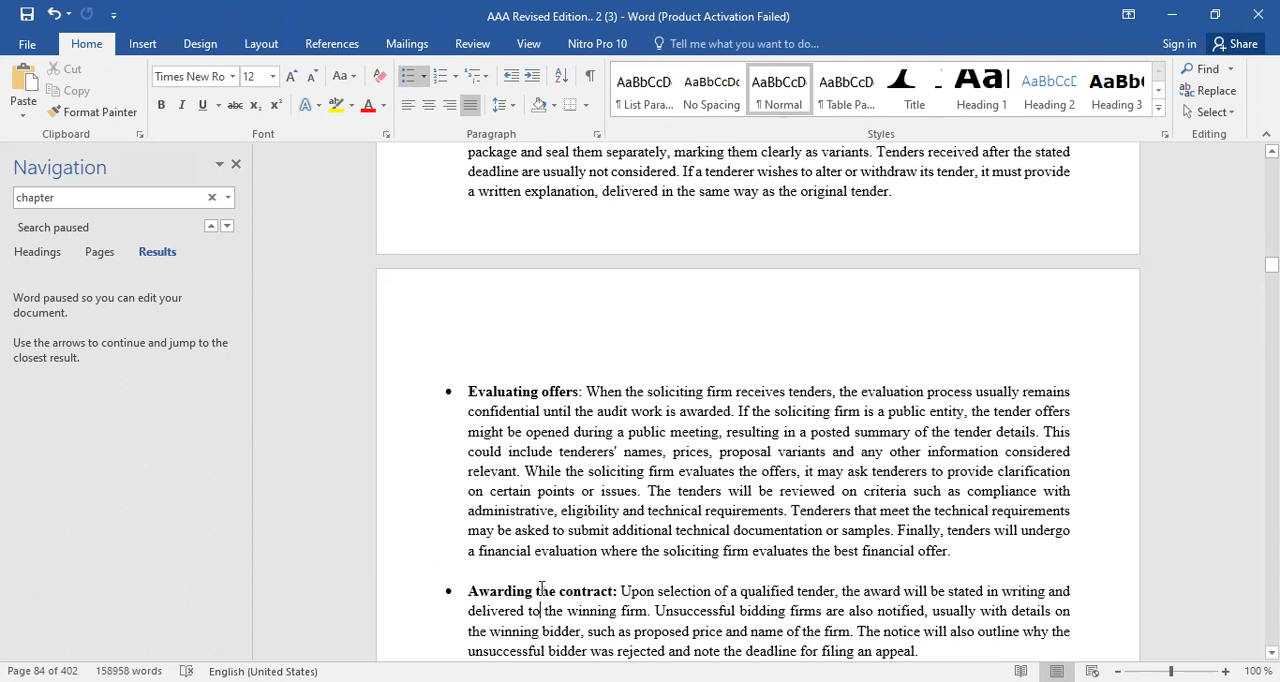 AAA Revised Edition.. 2 (3) - Word (Product Activation Failed)
File Home Insert Design Layout References Mailings Review View Nitro Pro 10 Tell me what you want to do... Sign in Share
Paste
Cut
Copy
Format Painter
Clipboard
Times New Ro 12
Font
Paragraph
AaBbCcD AaBbCcDc AaBbCcD AaBbCcD AaBbCcD AaBbC
¶ List Para... No Spacing ¶ Normal ¶ Table Pa... Title Heading 1 Heading 2 Heading 3
Styles
Find
Replace
Select
Editing
Navigation
chapter
Search paused
Headings Pages Results
Word paused so you can edit your
document.
Use the arrows to continue and jump to the
closest result.
package and seal them separately, marking them clearly as variants. Tenders received after the stated
deadline are usually not considered. If a tenderer wishes to alter or withdraw its tender, it must provide
a written explanation, delivered in the same way as the original tender.
• Evaluating offers: When the soliciting firm receives tenders, the evaluation process usually remains
confidential until the audit work is awarded. If the soliciting firm is a public entity, the tender offers
might be opened during a public meeting, resulting in a posted summary of the tender details. This
could include tenderers' names, prices, proposal variants and any other information considered
relevant. While the soliciting firm evaluates the offers, it may ask tenderers to provide clarification
on certain points or issues. The tenders will be reviewed on criteria such as compliance with
administrative, eligibility and technical requirements. Tenderers that meet the technical requirements
may be asked to submit additional technical documentation or samples. Finally, tenders will undergo
a financial evaluation where the soliciting firm evaluates the best financial offer.
• Awarding the contract: Upon selection of a qualified tender, the award will be stated in writing and
delivered to the winning firm. Unsuccessful bidding firms are also notified, usually with details on
the winning bidder, such as proposed price and name of the firm. The notice will also outline why the
unsuccessful bidder was rejected and note the deadline for filing an appeal.
Page 84 of 402 158958 words English (United States) 100 %